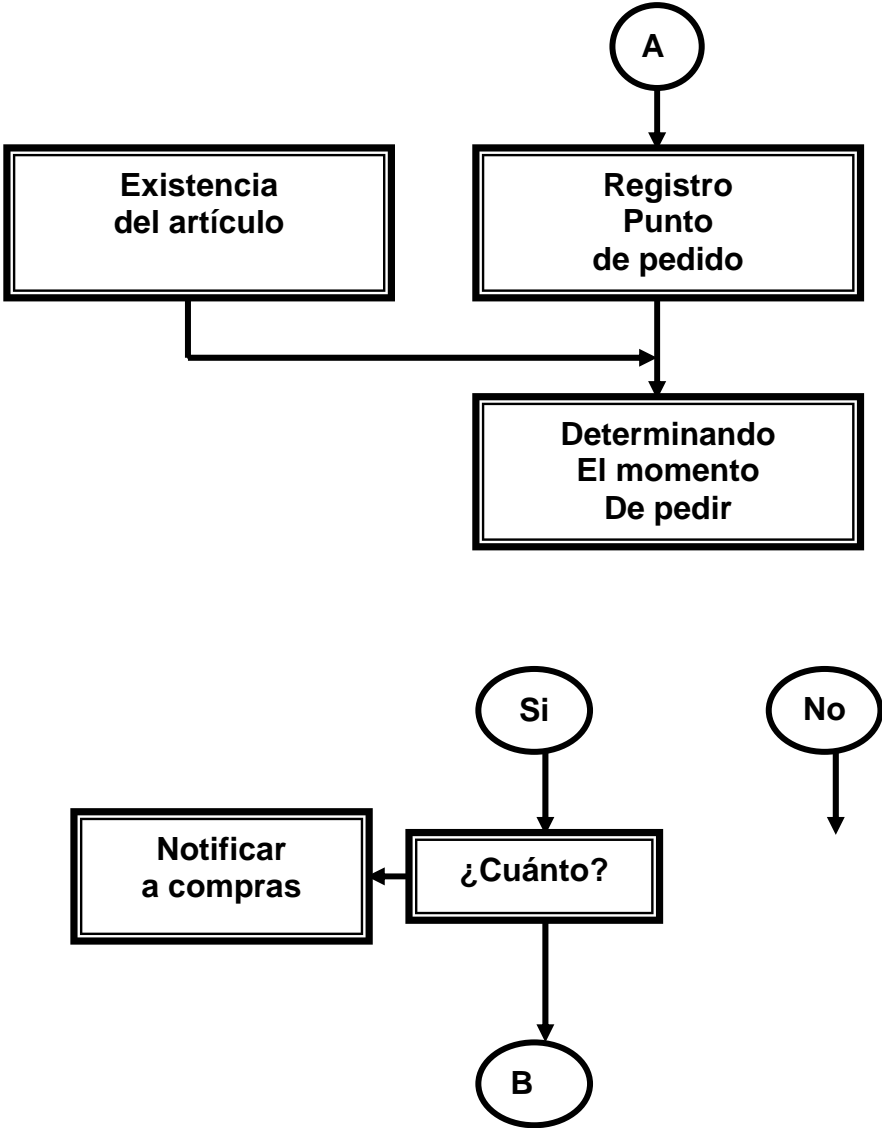 A
Existencia
del artículo
Registro
Punto
de pedido
Determinando
El momento
De pedir
Si
No
Notificar
a compras
¿Cuánto?
B